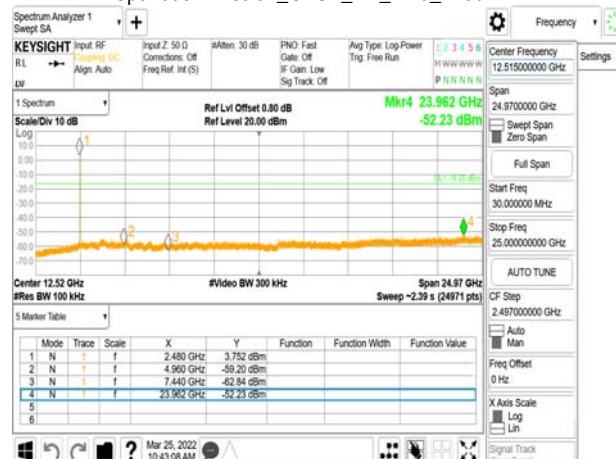 Spectrum Analyzer 1
Swept SA
Frequency
Settings
KEYSIGHT
RL
Input: RF
Coupling: DC
Align: Auto
Input Z: 50 Ω
Corrections: Off
Freq Ref: Int (S)
#Atten: 30 dB
PNO: Fast
Gate: Off
IF Gain: Low
Sig Track: Off
Avg Type: Log-Power
Trig: Free Run
1 2 3 4 5 6
M W W W W W
P N N N N N
1 Spectrum
Scale/Div 10 dB
Ref Lvl Offset 0.80 dB
Ref Level 20.00 dBm
Mkr4 23.962 GHz
-52.23 dBm
Log
10.0
0.00
-10.0
-20.0
-30.0
-40.0
-50.0
-60.0
-70.0
1
2
3
4
Center 12.52 GHz
#Res BW 100 kHz
#Video BW 300 kHz
Span 24.97 GHz
Sweep ~2.39 s (24971 pts)
5 Marker Table
Mode Trace Scale X Y Function Function Width Function Value
1 N 1 f 2.480 GHz 3.752 dBm
2 N 1 f 4.960 GHz -59.20 dBm
3 N 1 f 7.440 GHz -62.84 dBm
4 N 1 f 23.962 GHz -52.23 dBm
5
6
Mar 25, 2022
10:43:08 AM
Center Frequency
12.515000000 GHz
Span
24.9700000 GHz
Swept Span
Zero Span
Full Span
Start Freq
30.000000 MHz
Stop Freq
25.000000000 GHz
AUTO TUNE
CF Step
2.497000000 GHz
Auto
Man
Freq Offset
0 Hz
X Axis Scale
Log
Lin
Signal Track